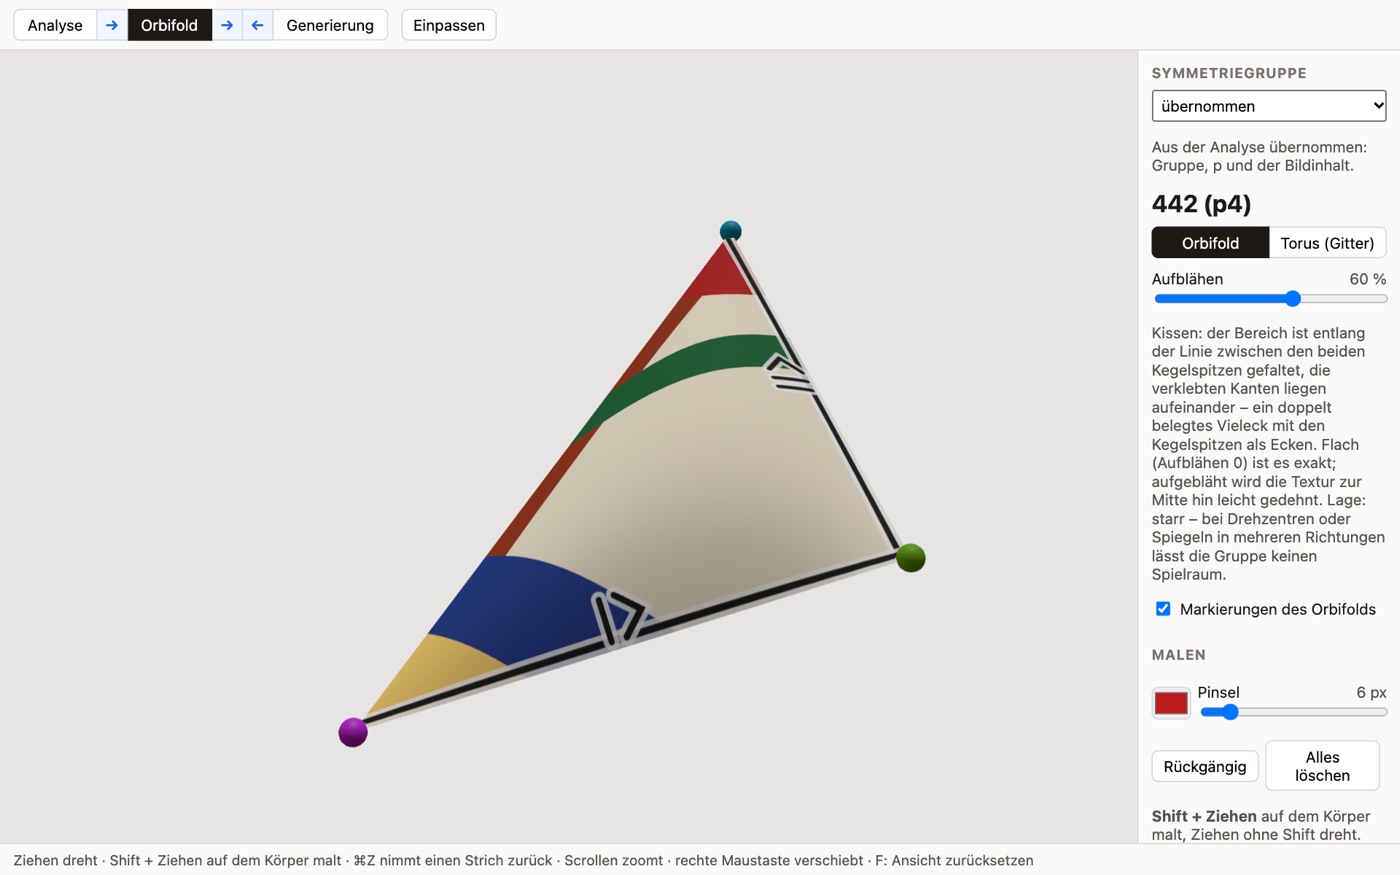 Analyse → Orbifold → ← Generierung Einpassen
SYMMETRIEGRUPPE
übernommen
Aus der Analyse übernommen:
Gruppe, p und der Bildinhalt.
442 (p4)
Orbifold Torus (Gitter)
Aufblähen 60 %
Kissen: der Bereich ist entlang
der Linie zwischen den beiden
Kegelspitzen gefaltet, die
verklebten Kanten liegen
aufeinander – ein doppelt
belegtes Vieleck mit den
Kegelspitzen als Ecken. Flach
(Aufblähen 0) ist es exakt;
aufgebläht wird die Textur zur
Mitte hin leicht gedehnt. Lage:
starr – bei Drehzentren oder
Spiegeln in mehreren Richtungen
lässt die Gruppe keinen
Spielraum.
Markierungen des Orbifolds
MALEN
Pinsel 6 px
Rückgängig
Alles
löschen
Shift + Ziehen auf dem Körper
malt, Ziehen ohne Shift dreht.
Ziehen dreht · Shift + Ziehen auf dem Körper malt · ⌘Z nimmt einen Strich zurück · Scrollen zoomt · rechte Maustaste verschiebt · F: Ansicht zurücksetzen